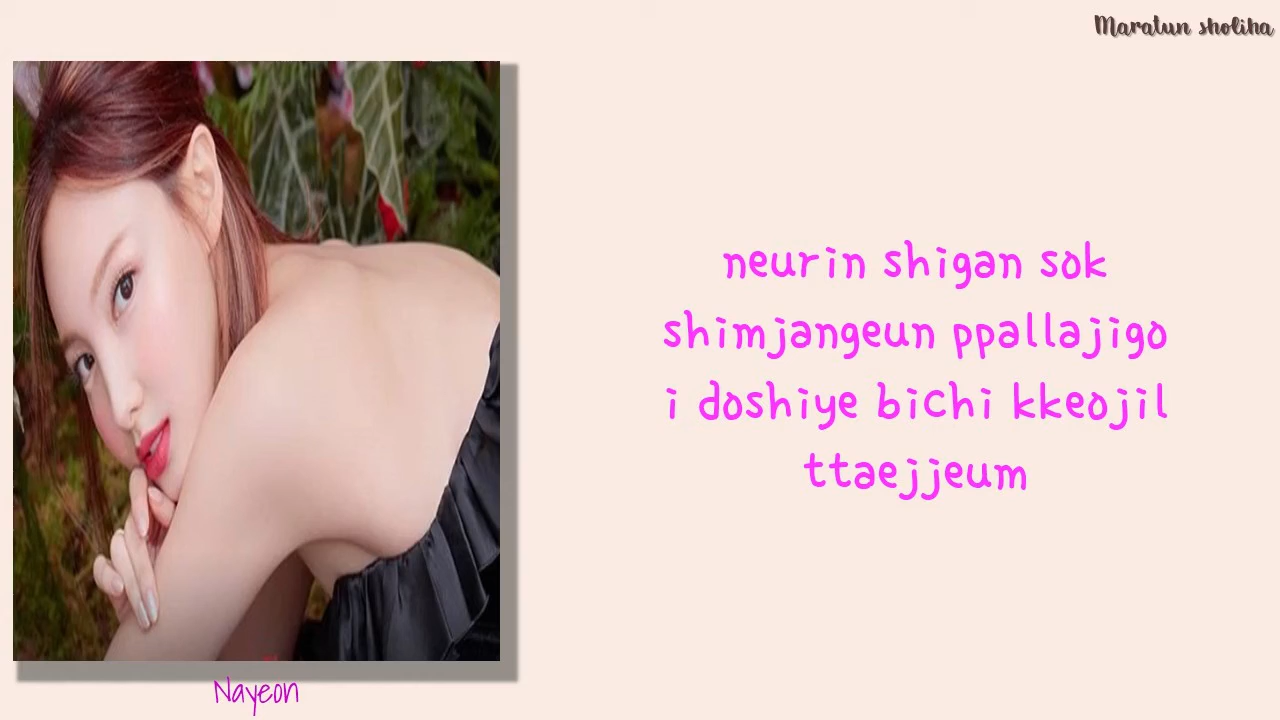 Maratun sholiha
neurin shigan sok
shimjangeun ppallajigo
i doshiye bichi kkeojil
ttaejjeum
Nayeon